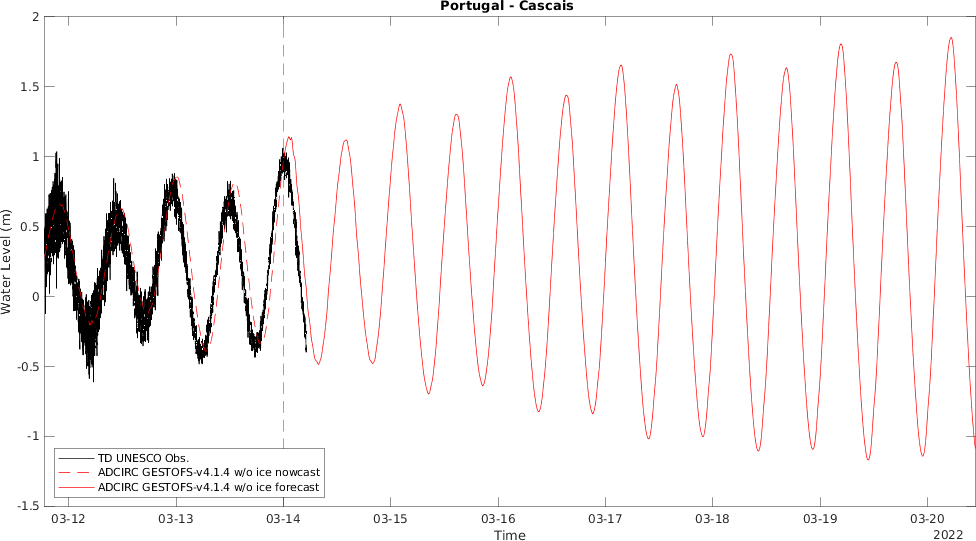 Portugal - Cascais
2
1.5
1
0.5
0
-0.5
-1
-1.5
Water Level (m)
TD UNESCO Obs.
ADCIRC GESTOFS-v4.1.4 w/o ice nowcast
ADCIRC GESTOFS-v4.1.4 w/o ice forecast
03-12 03-13 03-14 03-15 03-16 03-17 03-18 03-19 03-20
Time
2022